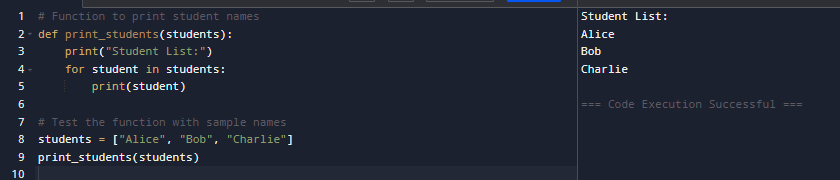 1 # Function to print student names
2 def print_students(students):
3     print("Student List:")
4     for student in students:
5         print(student)
6
7 # Test the function with sample names
8 students = ["Alice", "Bob", "Charlie"]
9 print_students(students)
10
Student List:
Alice
Bob
Charlie

=== Code Execution Successful ===